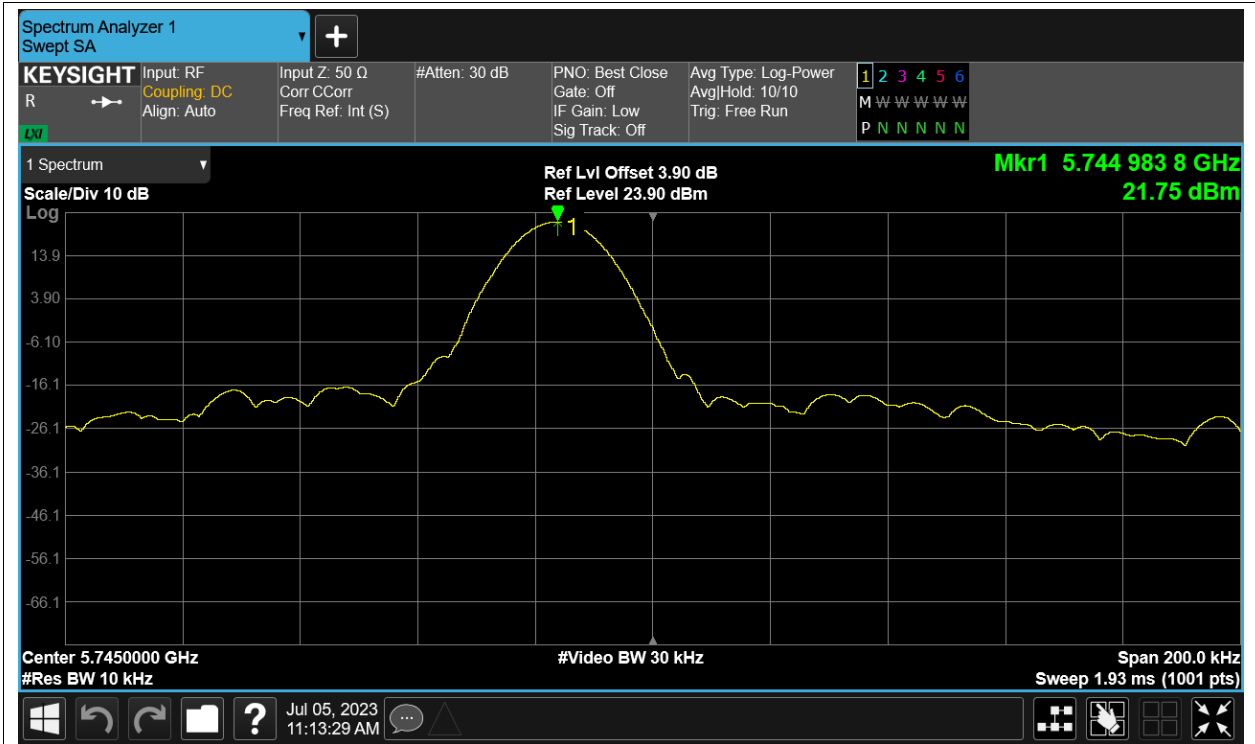 Spectrum Analyzer 1
Swept SA
KEYSIGHT
R
LXI
Input: RF
Coupling: DC
Align: Auto
Input Z: 50 Ω
Corr CCorr
Freq Ref: Int (S)
#Atten: 30 dB
PNO: Best Close
Gate: Off
IF Gain: Low
Sig Track: Off
Avg Type: Log-Power
Avg|Hold: 10/10
Trig: Free Run
1 2 3 4 5 6
M W W W W W W
P N N N N N N
1 Spectrum
Scale/Div 10 dB
Log
Ref Lvl Offset 3.90 dB
Ref Level 23.90 dBm
Mkr1 5.744 983 8 GHz
21.75 dBm
1
13.9
3.90
-6.10
-16.1
-26.1
-36.1
-46.1
-56.1
-66.1
Center 5.7450000 GHz
#Res BW 10 kHz
#Video BW 30 kHz
Span 200.0 kHz
Sweep 1.93 ms (1001 pts)
?
Jul 05, 2023
11:13:29 AM